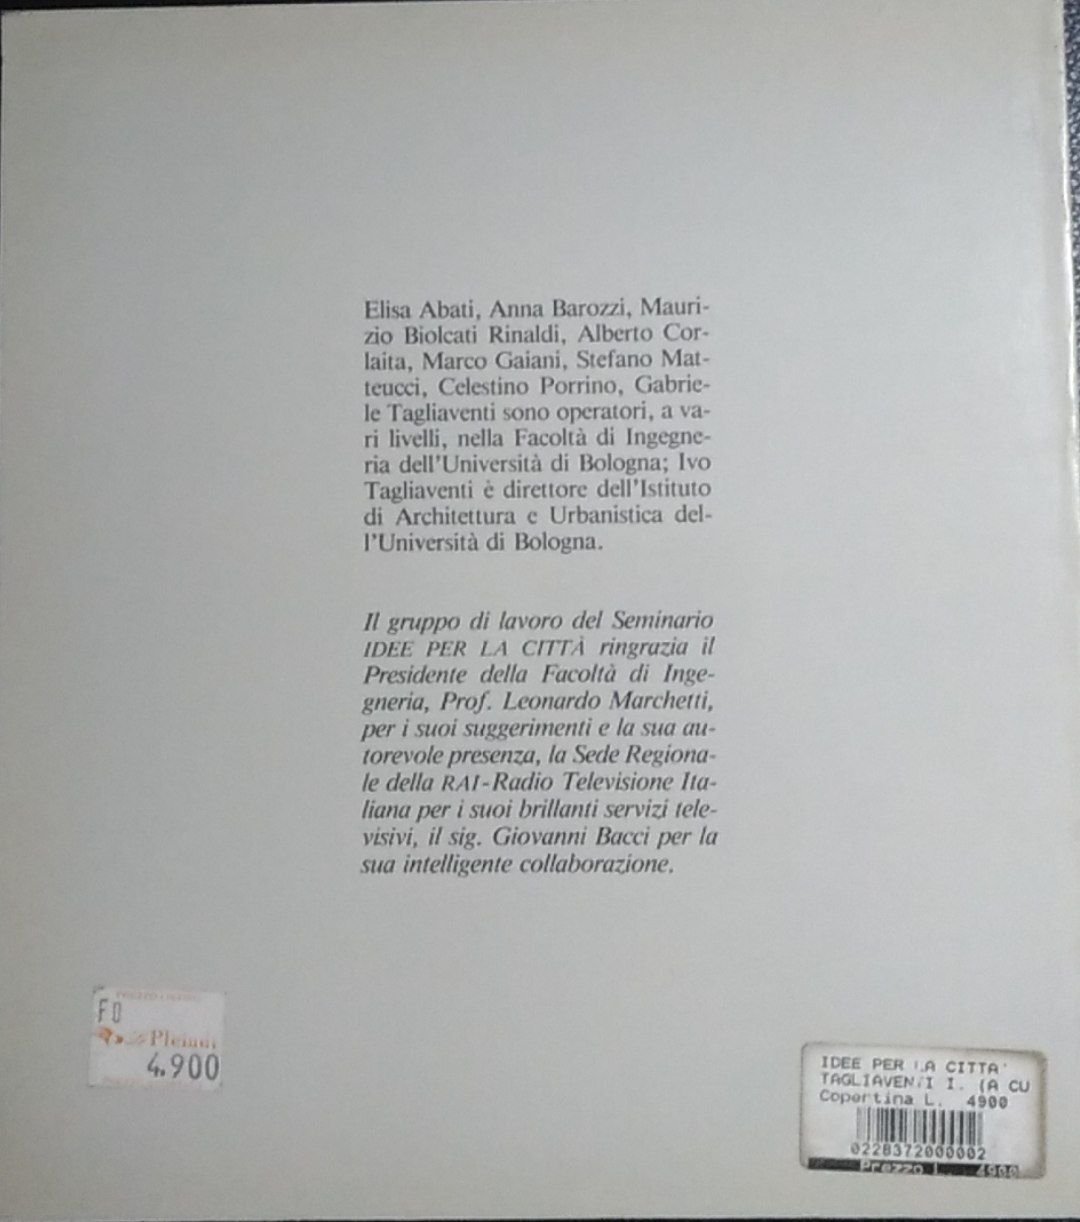 Elisa Abati, Anna Barozzi, Mauri-
zio Biolcati Rinaldi, Alberto Cor-
laita, Marco Gaiani, Stefano Mat-
teucci, Celestino Porrino, Gabrie-
le Tagliaventi sono operatori, a va-
ri livelli, nella Facoltà di Ingegne-
ria dell'Università di Bologna; Ivo
Tagliaventi è direttore dell'Istituto
di Architettura e Urbanistica del-
l'Università di Bologna.
Il gruppo di lavoro del Seminario
IDEE PER LA CITTÀ ringrazia il
Presidente della Facoltà di Inge-
gneria, Prof. Leonardo Marchetti,
per i suoi suggerimenti e la sua au-
torevole presenza, la Sede Regiona-
le della RAI-Radio Televisione Ita-
liana per i suoi brillanti servizi tele-
visivi, il sig. Giovanni Bacci per la
sua intelligente collaborazione.
F0
Pleiadi
4.900
IDEE PER LA CITTA'
TAGLIAVENTI I. (A CU
Copertina L. 4900
0228372000002
Prezzo L. 4900